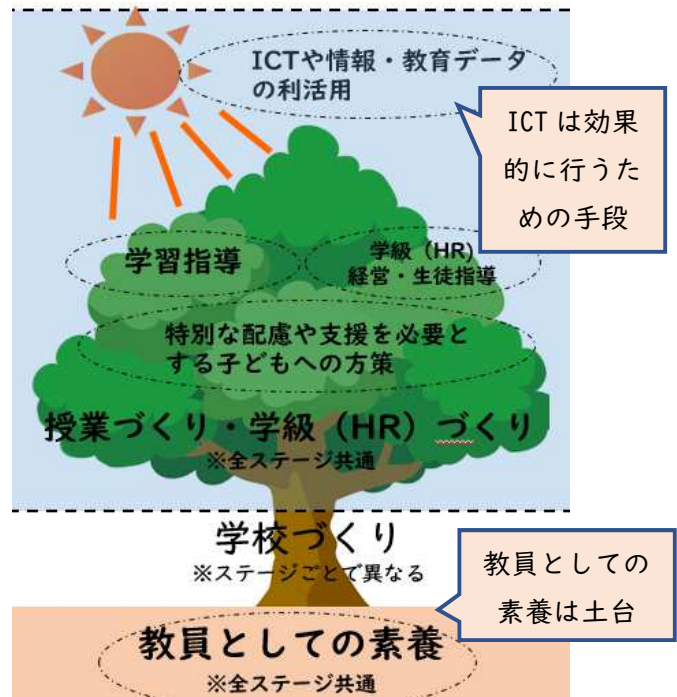 ICTや情報・教育データ
の利活用
ICTは効果
的に行うた
めの手段
学習指導
学級（HR）
経営・生徒指導
特別な配慮や支援を必要と
する子どもへの方策
授業づくり・学級（HR）づくり
※全ステージ共通
学校づくり
※ステージごとで異なる
教員としての
素養は土台
教員としての素養
※全ステージ共通